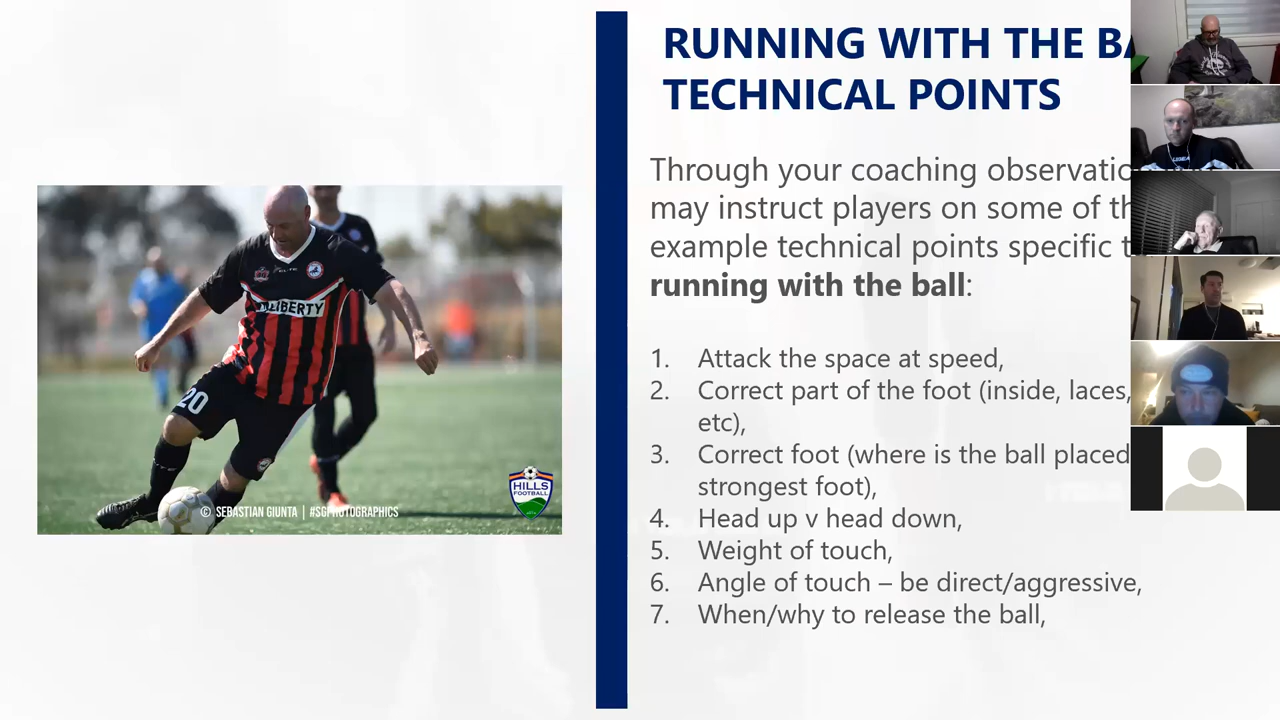 RUNNING WITH THE
TECHNICAL POINTS
Through your coaching
may instruct players on some of
example technical points specific
running with the ball:
1. Attack the space at speed,
2. Correct part of the foot (inside, laces,
etc),
3. Correct foot (where is the ball placed
strongest foot),
4. Head up v head down,
5. Weight of touch,
6. Angle of touch – be direct/aggressive,
7. When/why to release the ball,
LIBERTY
20
HILLS
FOOTBALL
© SEBASTIAN GIUNTA | #SGPHOTOGRAPHICS